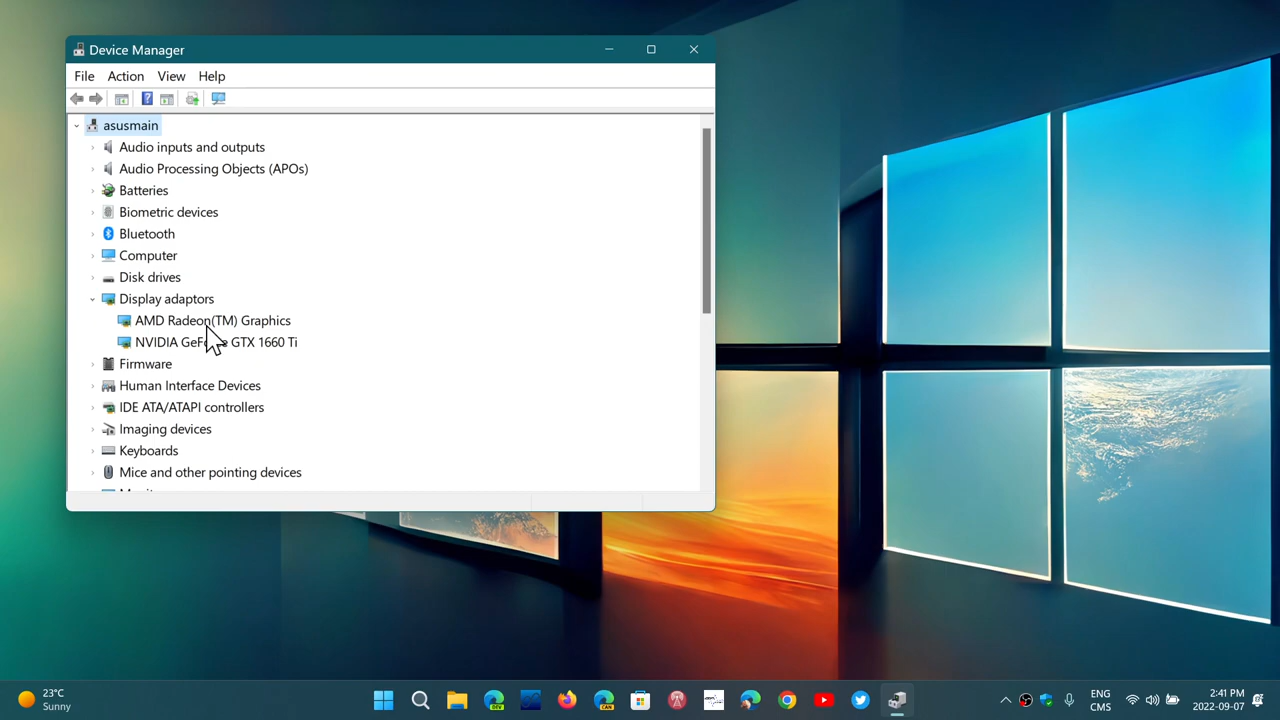 Device Manager
File Action View Help
asusmain
Audio inputs and outputs
Audio Processing Objects (APOs)
Batteries
Biometric devices
Bluetooth
Computer
Disk drives
Display adaptors
AMD Radeon(TM) Graphics
NVIDIA GeForce GTX 1660 Ti
Firmware
Human Interface Devices
IDE ATA/ATAPI controllers
Imaging devices
Keyboards
Mice and other pointing devices
23°C
Sunny
DEV
CAN
ENG
CMS
2:41 PM
2022-09-07